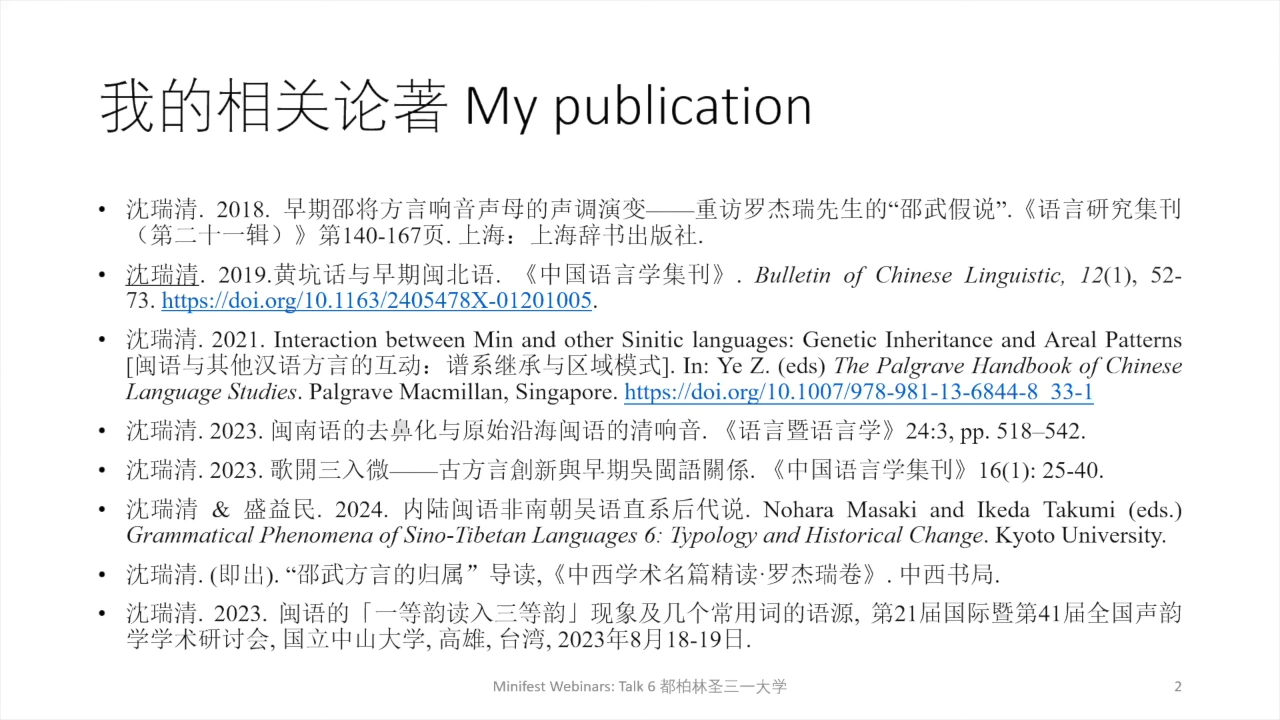 我的相关论著 My publication
• 沈瑞清. 2018. 早期邵将方言响音声母的声调演变——重访罗杰瑞先生的“邵武假说”.《语言研究集刊
（第二十一辑）》第140-167页. 上海：上海辞书出版社.
• 沈瑞清. 2019.黄坑话与早期闽北语. 《中国语言学集刊》. Bulletin of Chinese Linguistic, 12(1), 52-
73. https://doi.org/10.1163/2405478X-01201005.
• 沈瑞清. 2021. Interaction between Min and other Sinitic languages: Genetic Inheritance and Areal Patterns
[闽语与其他汉语方言的互动：谱系继承与区域模式]. In: Ye Z. (eds) The Palgrave Handbook of Chinese
Language Studies. Palgrave Macmillan, Singapore. https://doi.org/10.1007/978-981-13-6844-8_33-1
• 沈瑞清. 2023. 闽南语的去鼻化与原始沿海闽语的清响音. 《语言暨语言学》24:3, pp. 518–542.
• 沈瑞清. 2023. 歌開三入微——古方言創新與早期吳閩語關係. 《中国语言学集刊》16(1): 25-40.
• 沈瑞清 & 盛益民. 2024. 内陆闽语非南朝吴语直系后代说. Nohara Masaki and Ikeda Takumi (eds.)
Grammatical Phenomena of Sino-Tibetan Languages 6: Typology and Historical Change. Kyoto University.
• 沈瑞清. (即出). “邵武方言的归属”导读,《中西学术名篇精读·罗杰瑞卷》. 中西书局.
• 沈瑞清. 2023. 闽语的「一等韵读入三等韵」现象及几个常用词的语源, 第21届国际暨第41届全国声韵
学学术研讨会, 国立中山大学, 高雄, 台湾, 2023年8月18-19日.
Minifest Webinars: Talk 6 都柏林圣三一大学
2